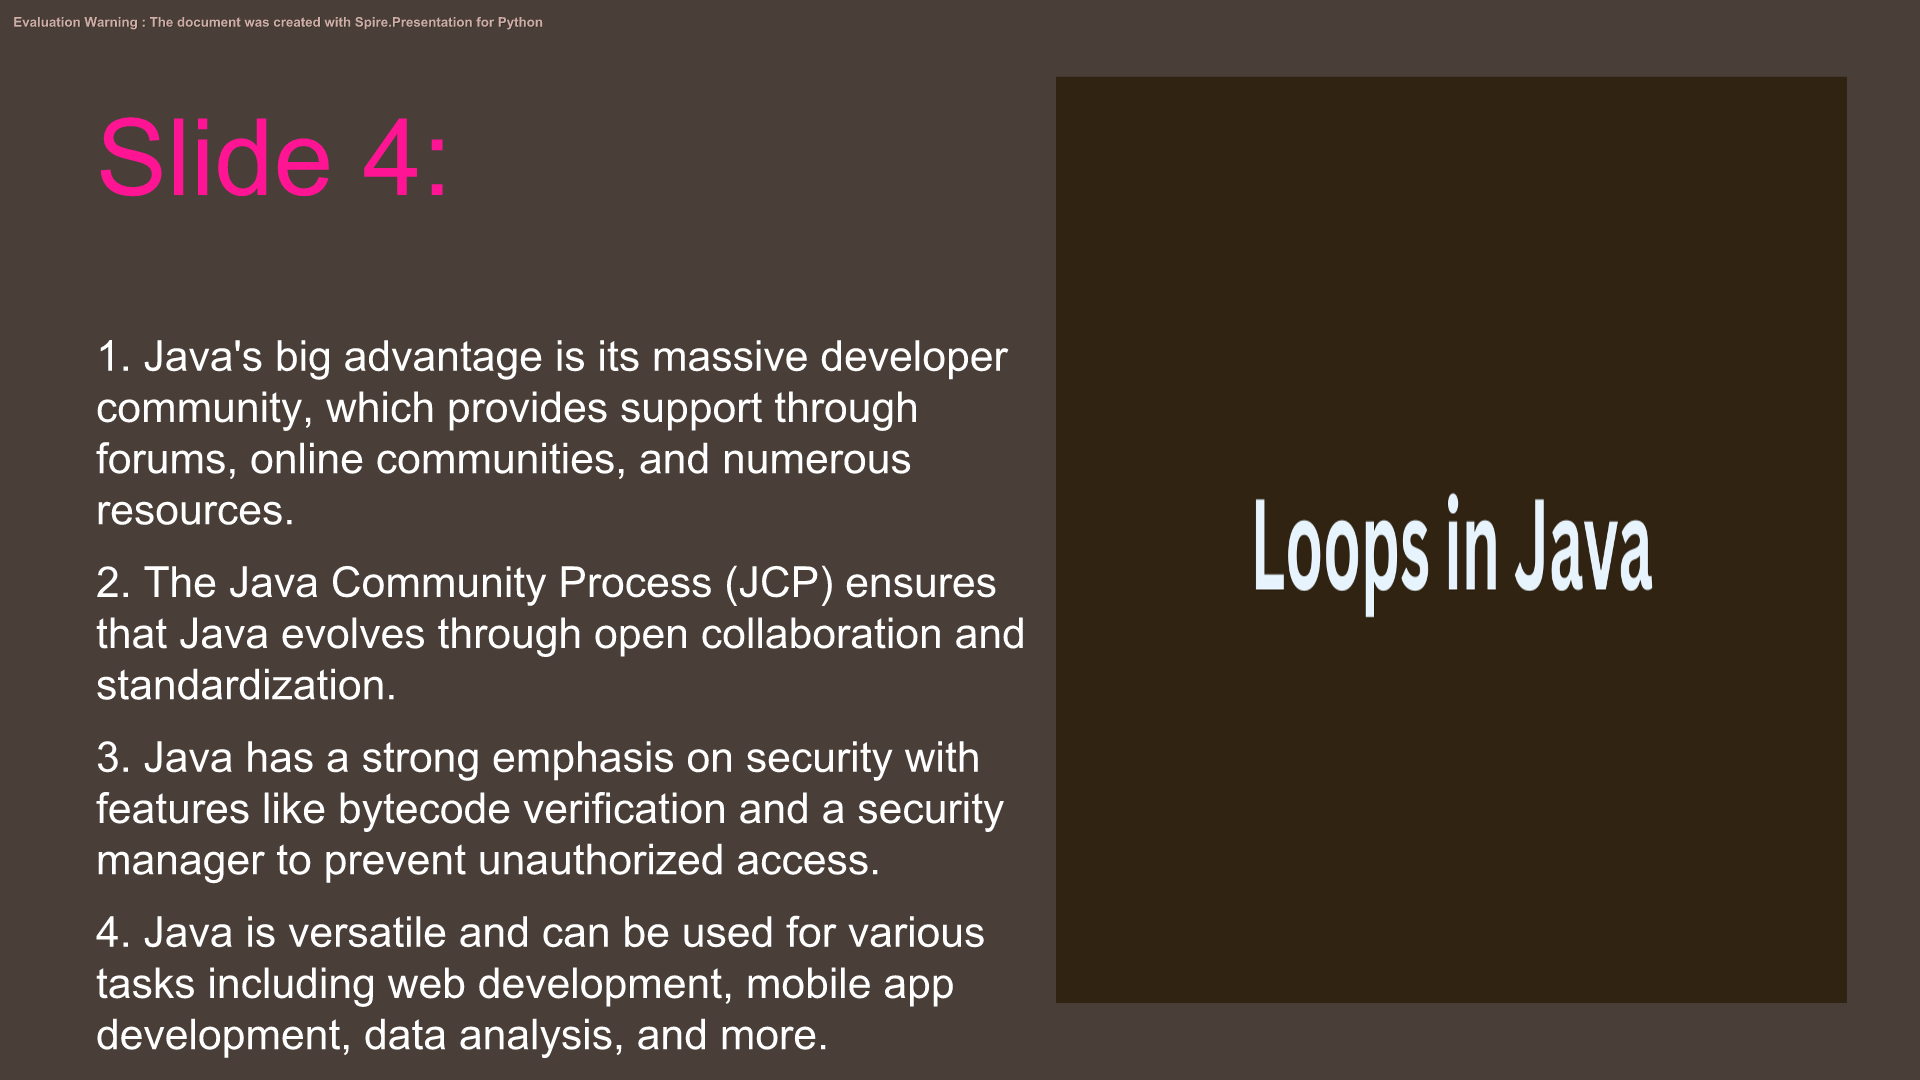 Evaluation Warning : The document was created with Spire.Presentation for Python
Slide 4:
1. Java's big advantage is its massive developer
community, which provides support through
forums, online communities, and numerous
resources.
2. The Java Community Process (JCP) ensures
that Java evolves through open collaboration and
standardization.
3. Java has a strong emphasis on security with
features like bytecode verification and a security
manager to prevent unauthorized access.
4. Java is versatile and can be used for various
tasks including web development, mobile app
development, data analysis, and more.
Loops in Java